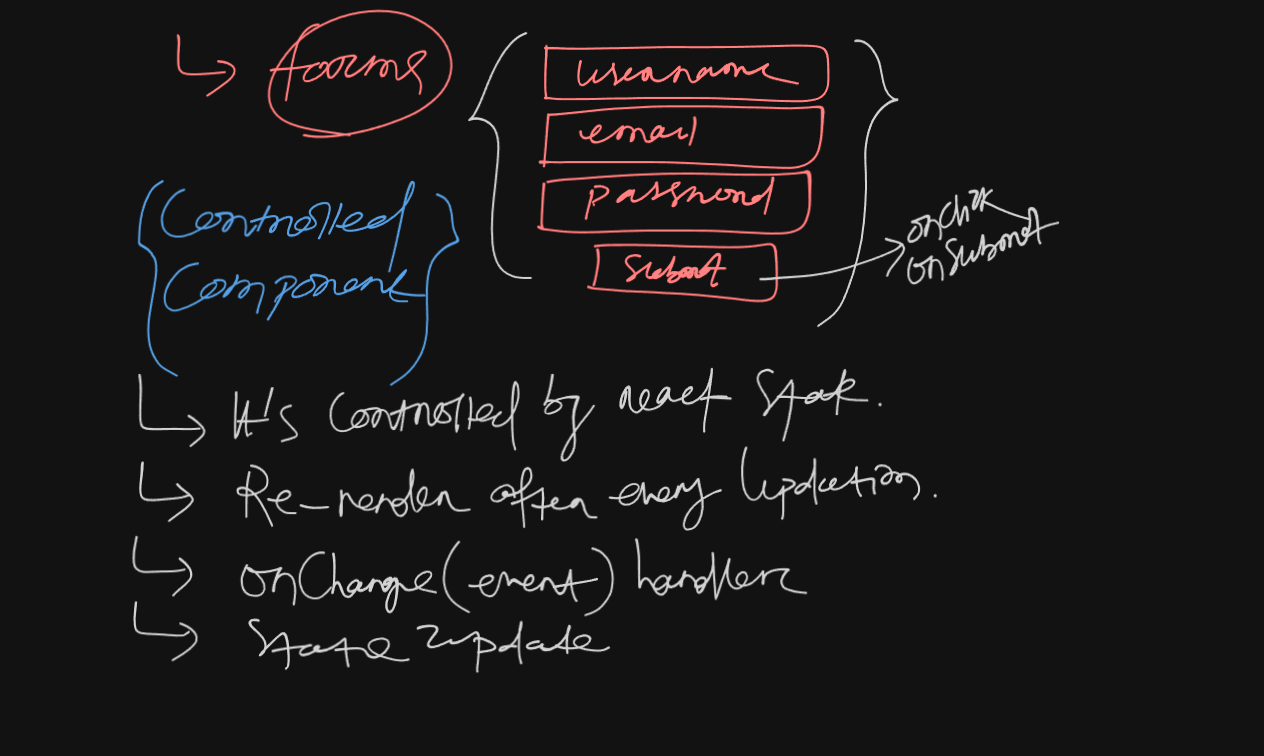 forms
username
email
password
submit
onClick
onSubmit
Controlled
Component
It's Controlled by react State.
Re-render after every Updation.
onChange(event) handler
State update